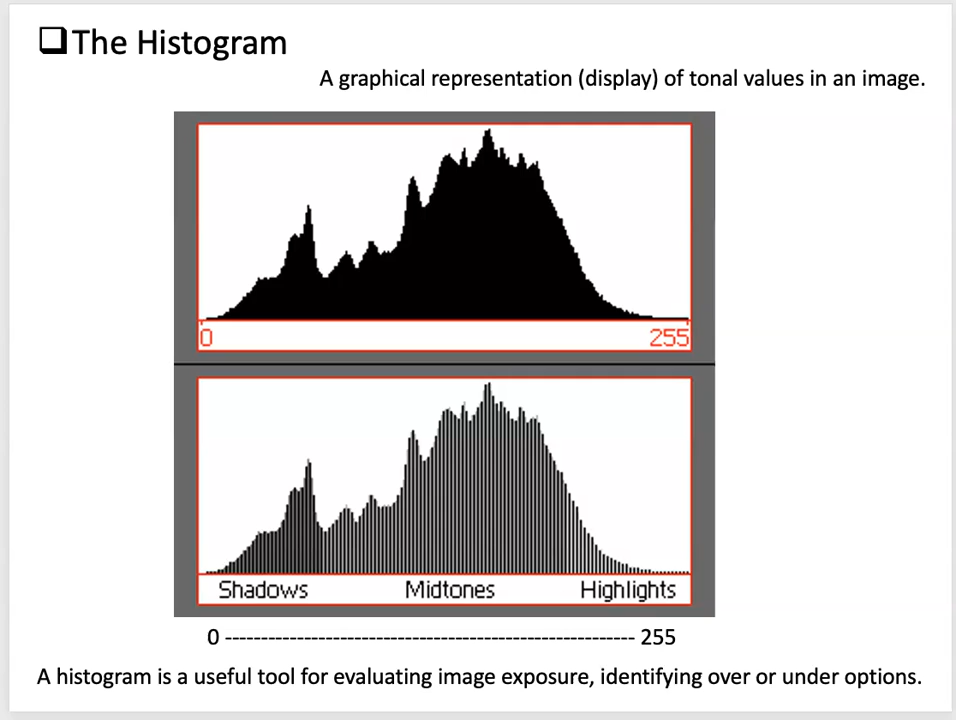 ❑The Histogram
A graphical representation (display) of tonal values in an image.
0 255
Shadows Midtones Highlights
0 --------------------------------------------------------- 255
A histogram is a useful tool for evaluating image exposure, identifying over or under options.